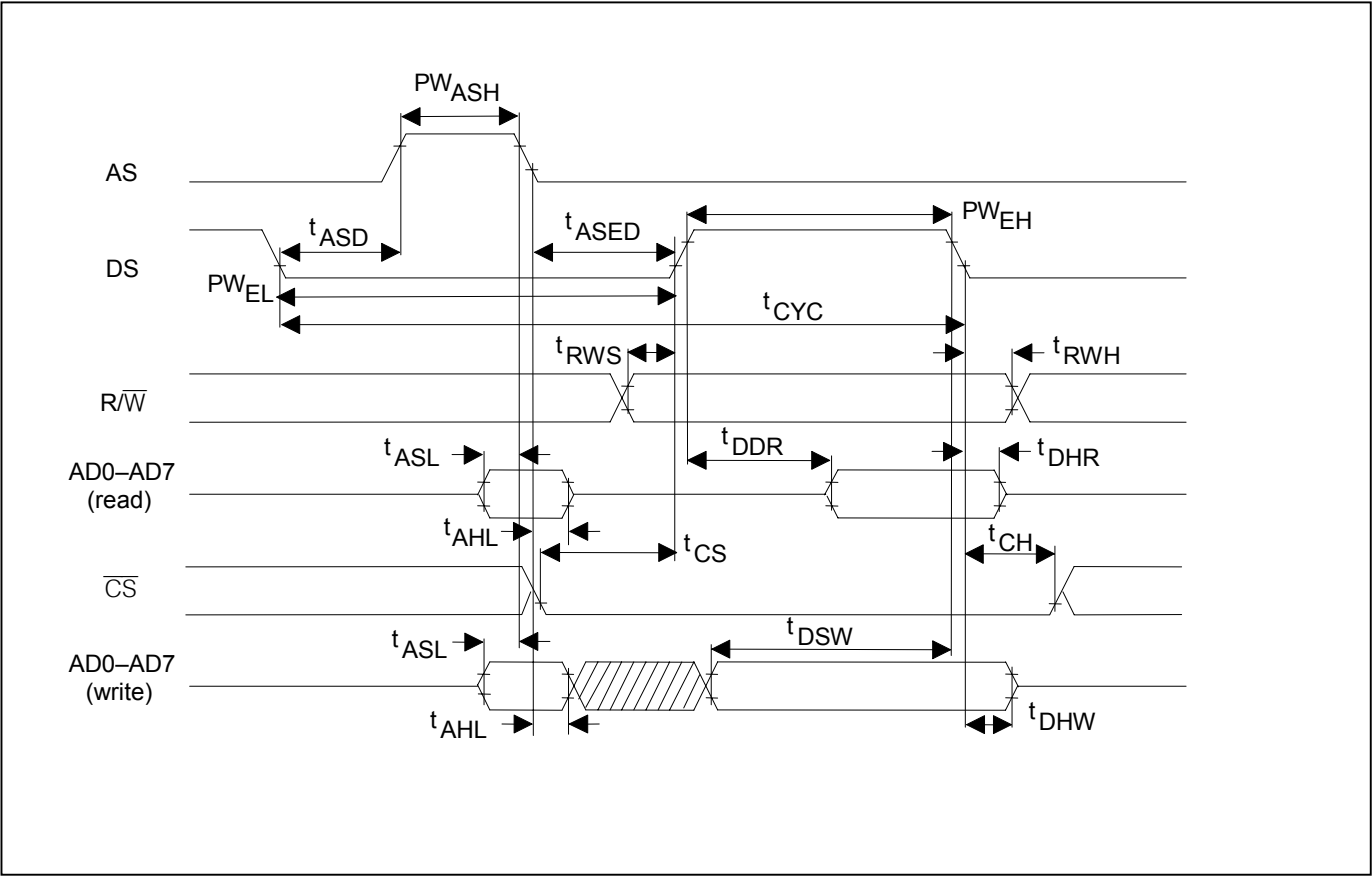 PWASH
AS
tASD
tASED
PWEH
DS
PWEL
tCYC
tRWS
tRWH
R/W̅
tASL
tDDR
tDHR
AD0–AD7
(read)
tAHL
tCS
tCH
C̅S̅
tASL
tDSW
AD0–AD7
(write)
tAHL
tDHW